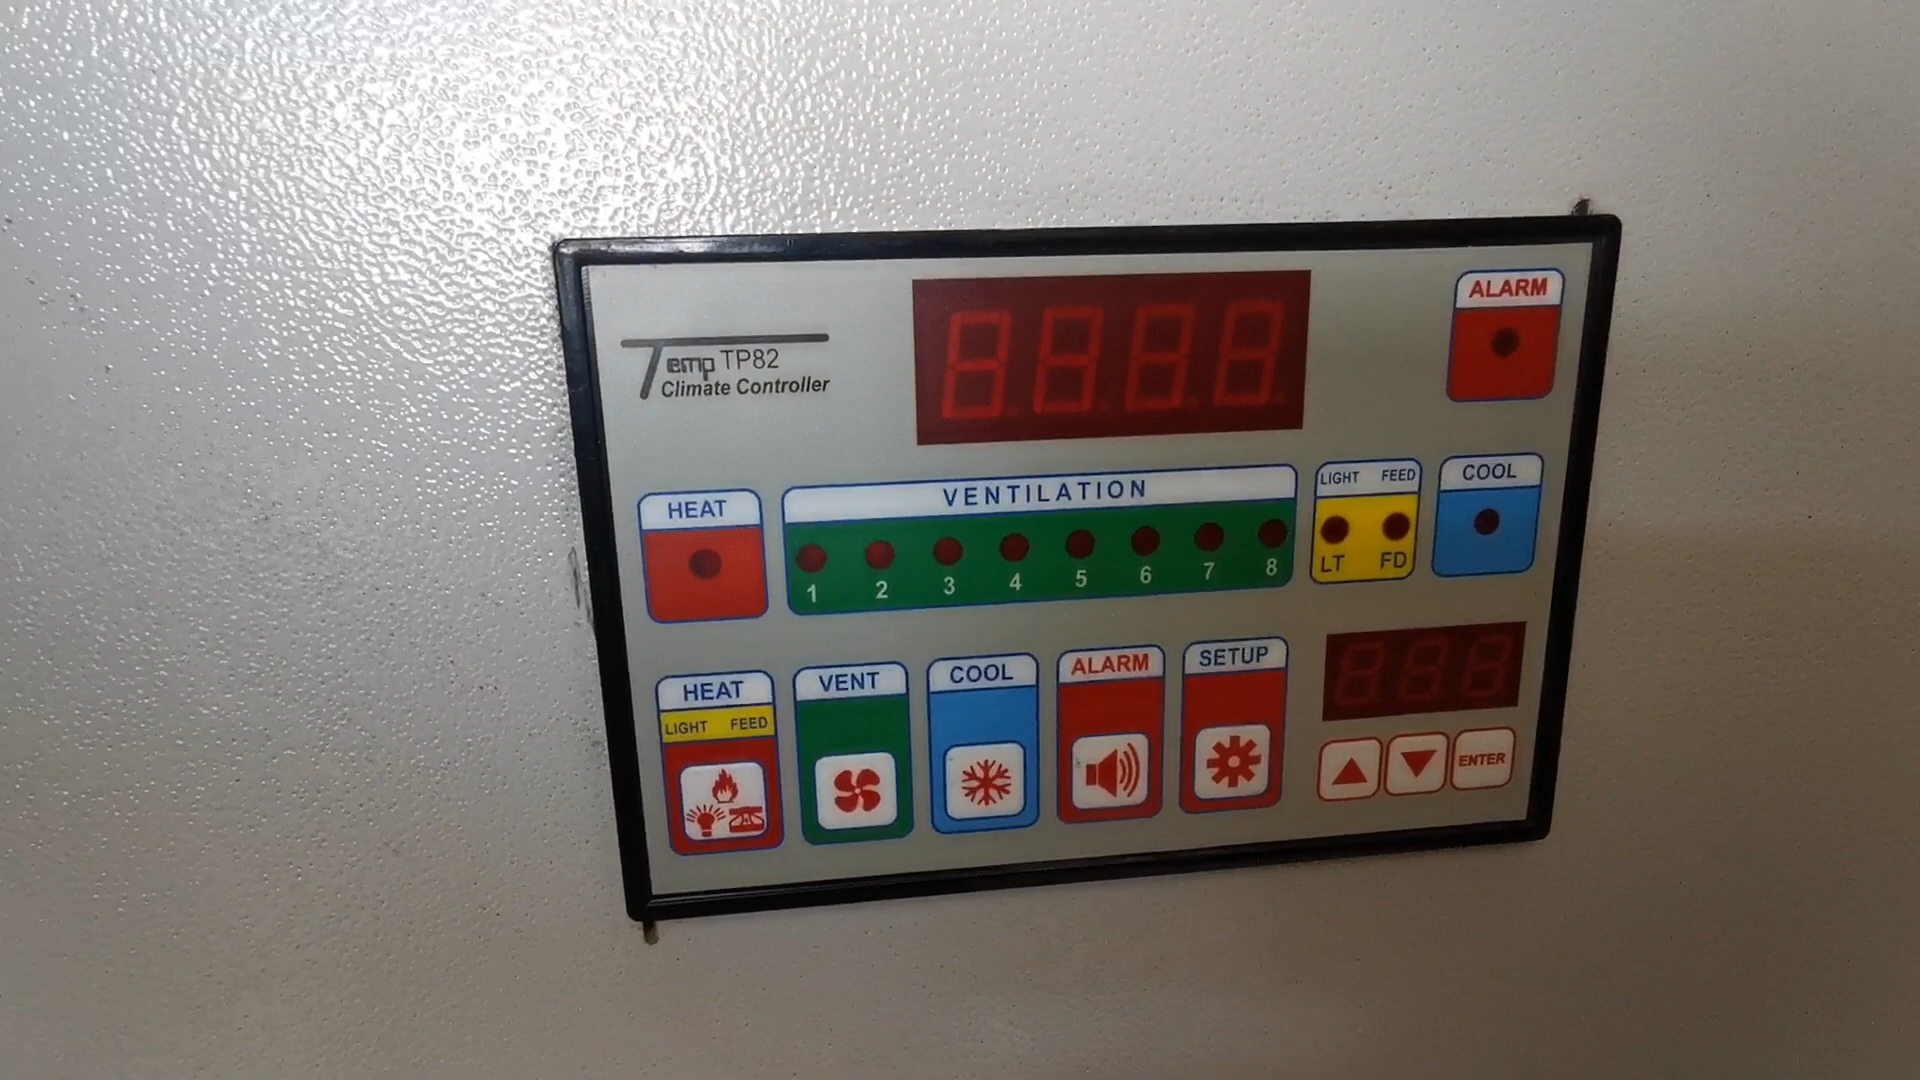 Temp TP82
Climate Controller
ALARM
HEAT
VENTILATION
1 2 3 4 5 6 7 8
LIGHT FEED
LT FD
COOL
HEAT
LIGHT FEED
VENT
COOL
ALARM
SETUP
ENTER